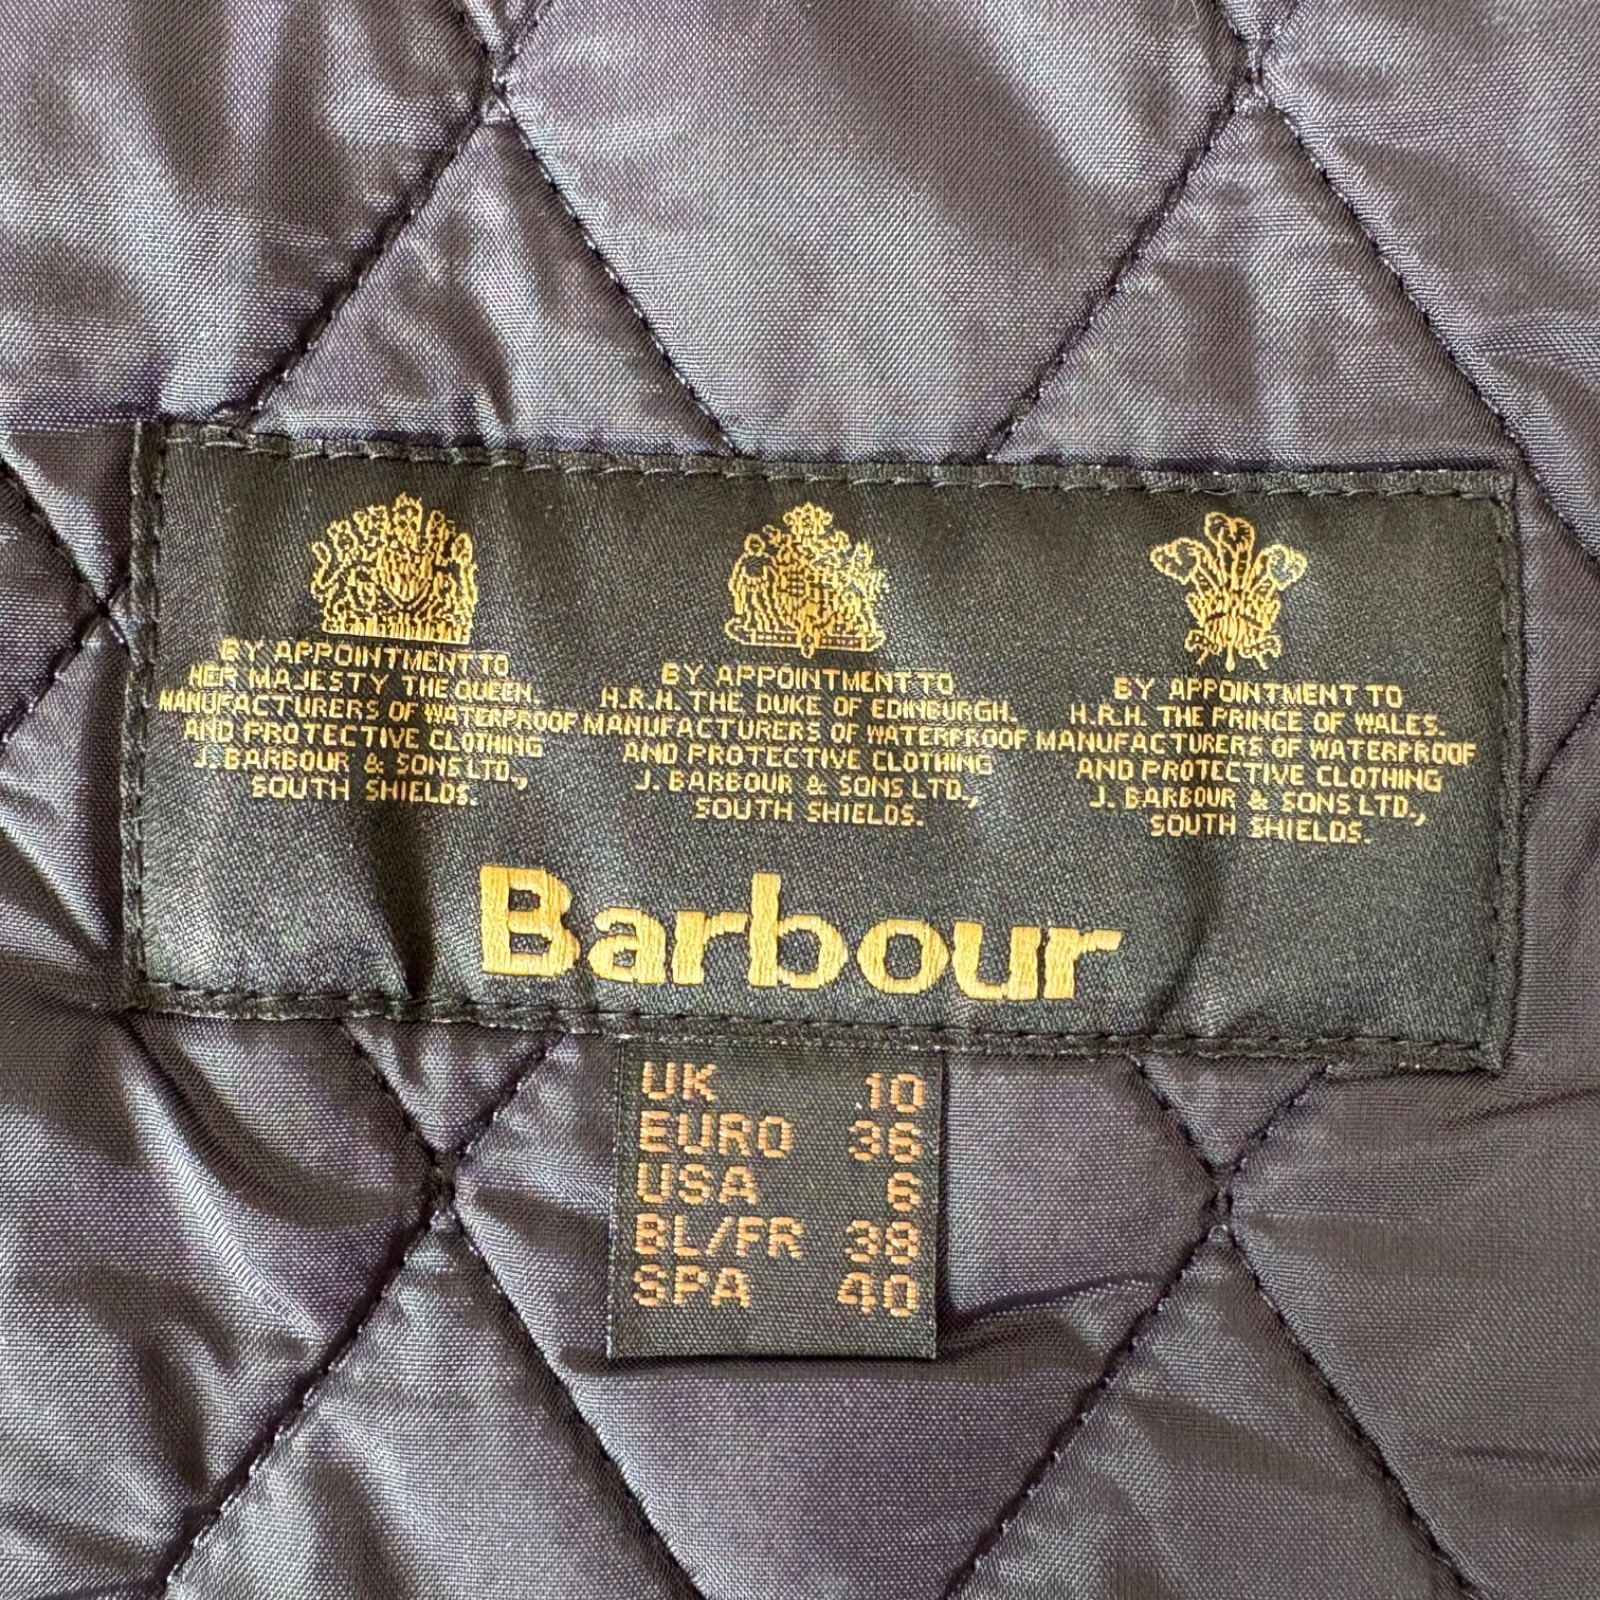 BY APPOINTMENT TO
HER MAJESTY THE QUEEN.
MANUFACTURERS OF WATERPROOF
AND PROTECTIVE CLOTHING
J. BARBOUR & SONS LTD.,
SOUTH SHIELDS.
BY APPOINTMENT TO
H.R.H. THE DUKE OF EDINBURGH.
MANUFACTURERS OF WATERPROOF
AND PROTECTIVE CLOTHING
J. BARBOUR & SONS LTD.,
SOUTH SHIELDS.
BY APPOINTMENT TO
H.R.H. THE PRINCE OF WALES.
MANUFACTURERS OF WATERPROOF
AND PROTECTIVE CLOTHING
J. BARBOUR & SONS LTD.,
SOUTH SHIELDS.
Barbour
UK 10
EURO 36
USA 6
BL/FR 38
SPA 40